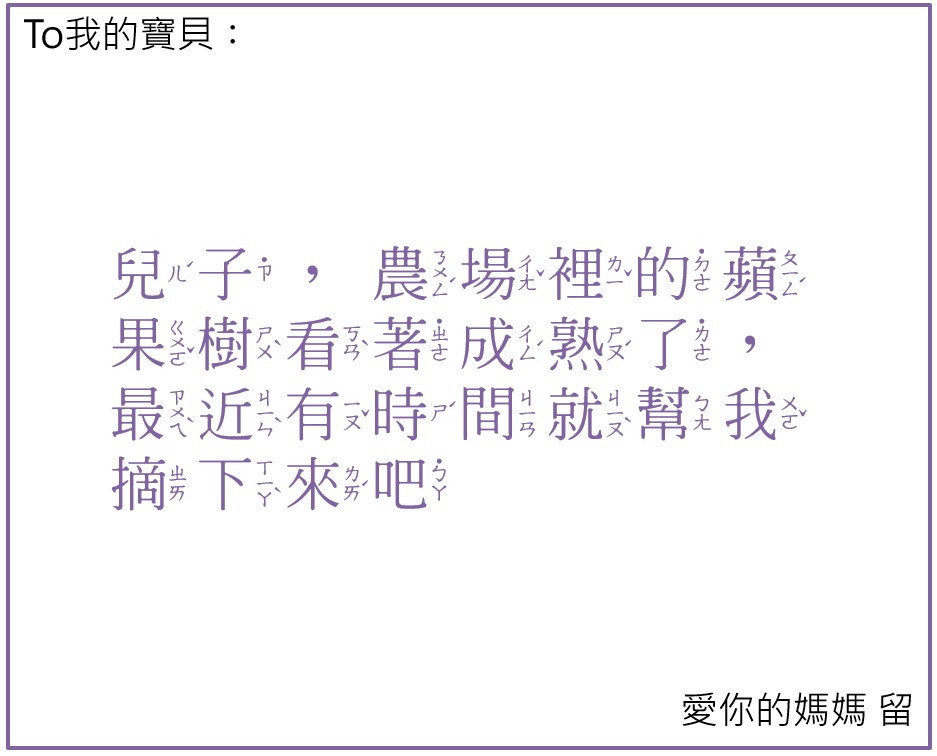 To我的寶貝：
兒子，農場裡的蘋
果樹看著成熟了，
最近有時間就幫我
摘下來吧
愛你的媽媽 留